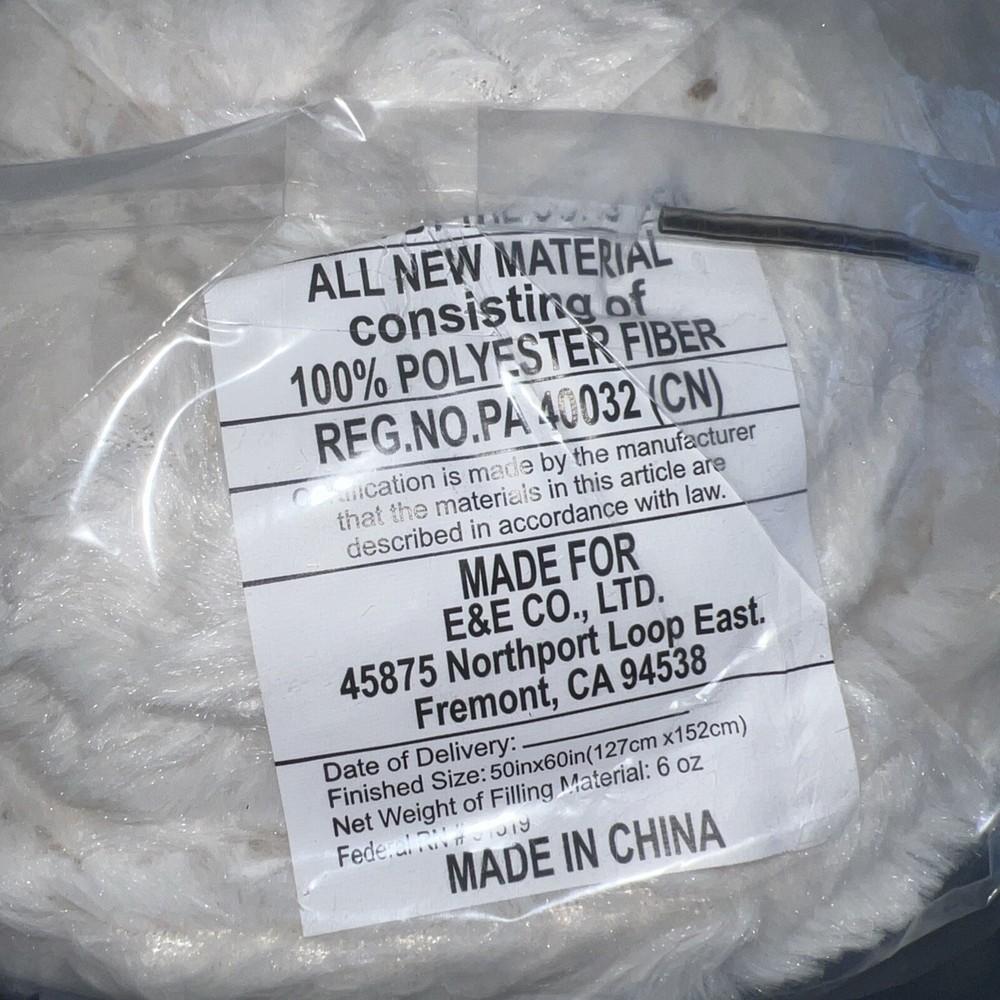 ALL NEW MATERIAL
consisting of
100% POLYESTER FIBER
REG.NO.PA 40032 (CN)
is made by the manufacturer
that the materials in this article are
described in accordance with law.
MADE FOR
E&E CO., LTD.
45875 Northport Loop East.
Fremont, CA 94538
Date of Delivery:
Finished Size: 50inx60in(127cm x152cm)
Net Weight of Filling Material: 6 oz
Federal RN #
MADE IN CHINA